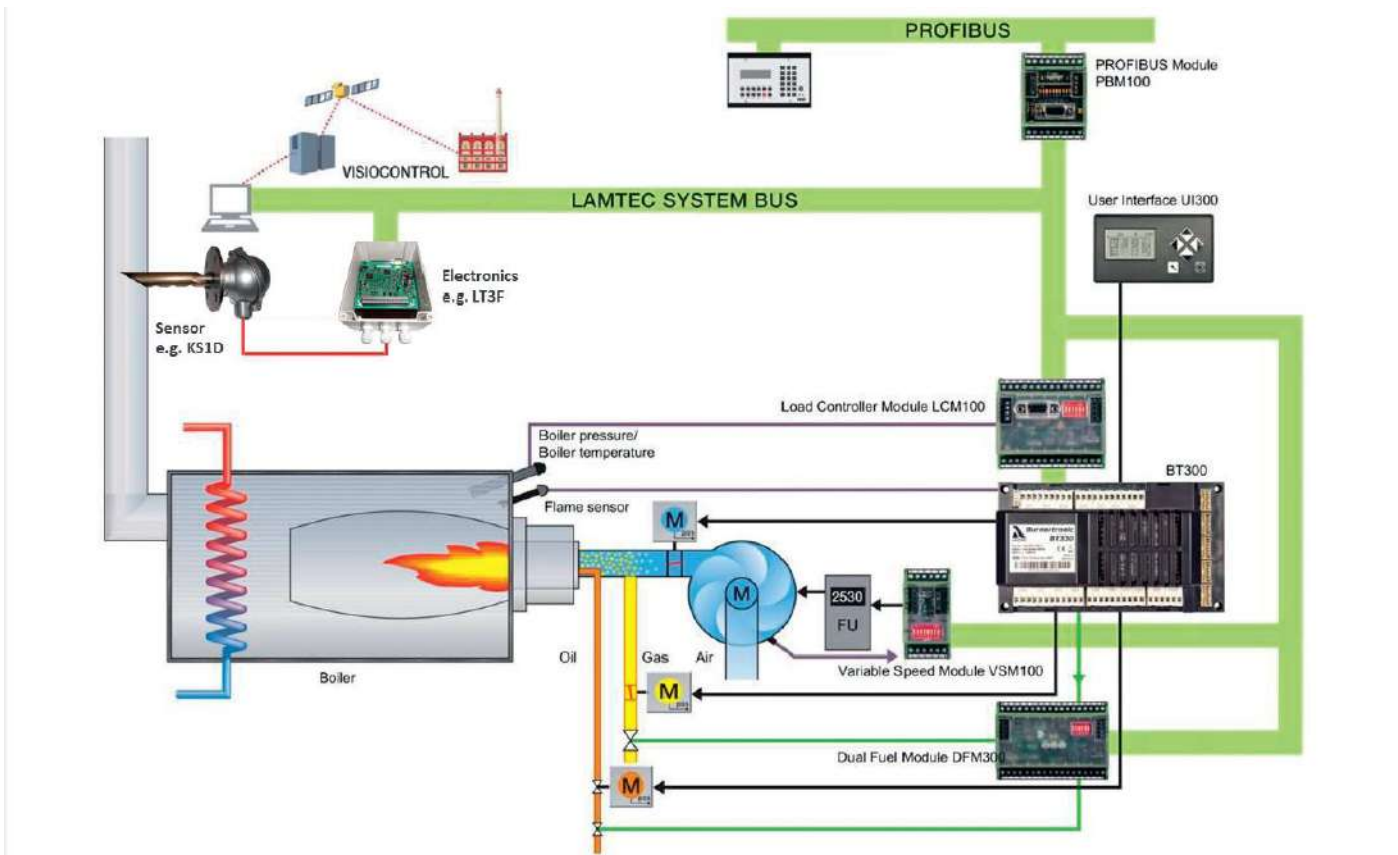 PROFIBUS
PROFIBUS Module
PBM100
VISIOCONTROL
LAMTEC SYSTEM BUS
User Interface UI300
Electronics
e.g. LT3F
Sensor
e.g. KS1D
Load Controller Module LCM100
Boiler pressure/
Boiler temperature
BT300
Flame sensor
M
Burnertronic
BT330
M
2530
FU
Oil
Gas
Air
Variable Speed Module VSM100
Boiler
M
Dual Fuel Module DFM300
M